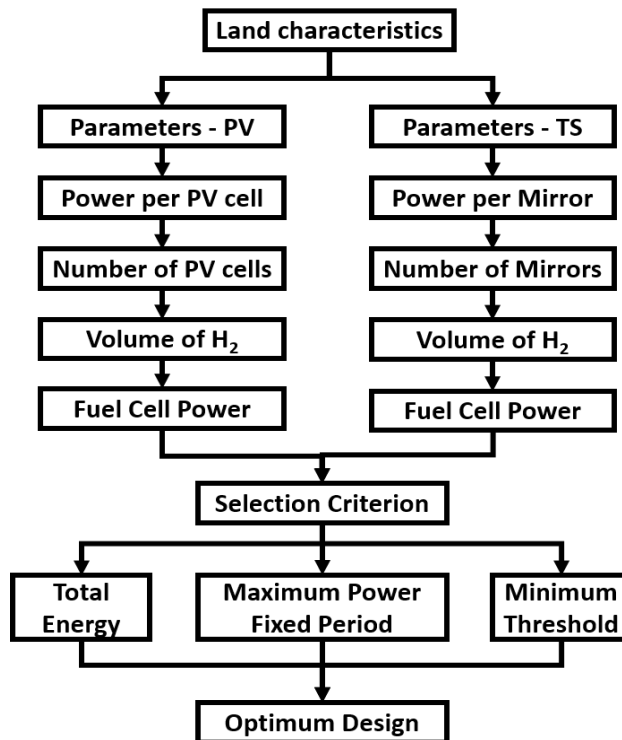 Land characteristics
Parameters - PV
Parameters - TS
Power per PV cell
Power per Mirror
Number of PV cells
Number of Mirrors
Volume of H₂
Volume of H₂
Fuel Cell Power
Fuel Cell Power
Selection Criterion
Total
Energy
Maximum Power
Fixed Period
Minimum
Threshold
Optimum Design